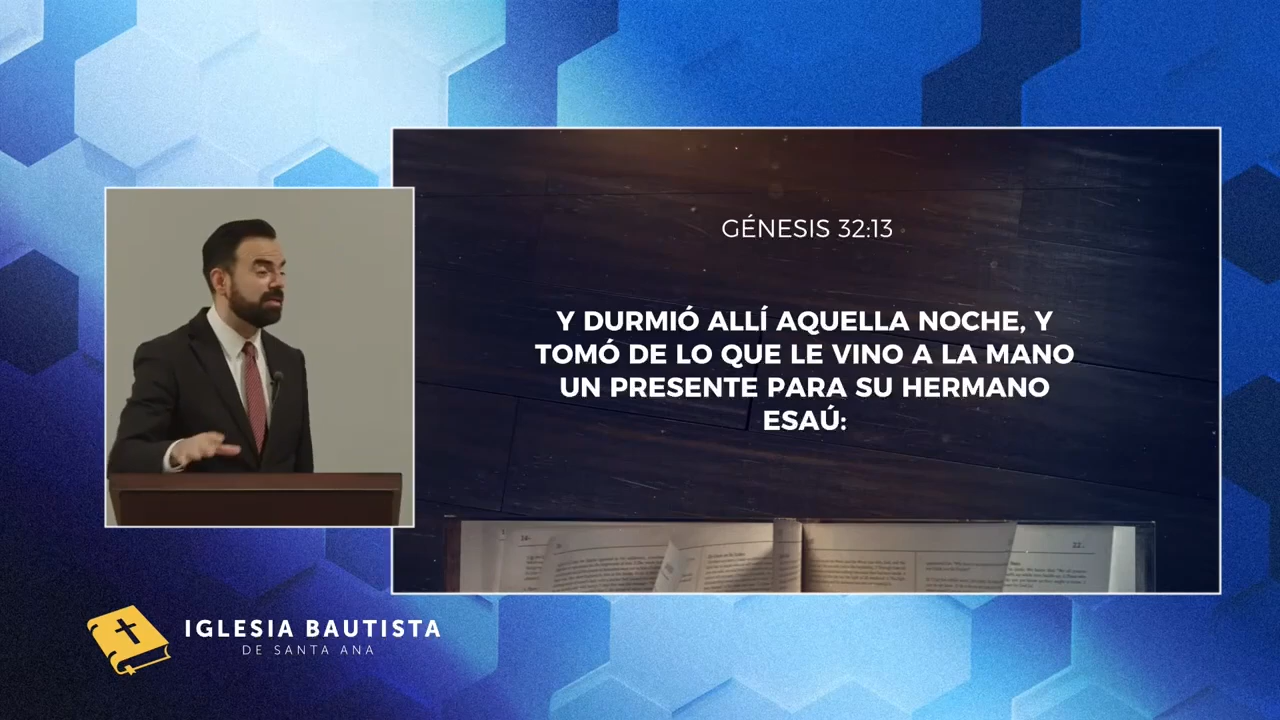 GÉNESIS 32:13
Y DURMIÓ ALLÍ AQUELLA NOCHE, Y
TOMÓ DE LO QUE LE VINO A LA MANO
UN PRESENTE PARA SU HERMANO
ESAÚ:
IGLESIA BAUTISTA
DE SANTA ANA